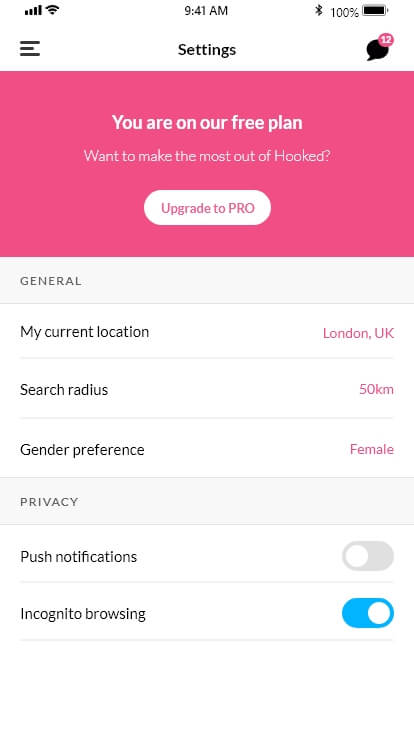 9:41 AM
100%
Settings
12
You are on our free plan
Want to make the most out of Hooked?
Upgrade to PRO
GENERAL
My current location
London, UK
Search radius
50km
Gender preference
Female
PRIVACY
Push notifications
Incognito browsing